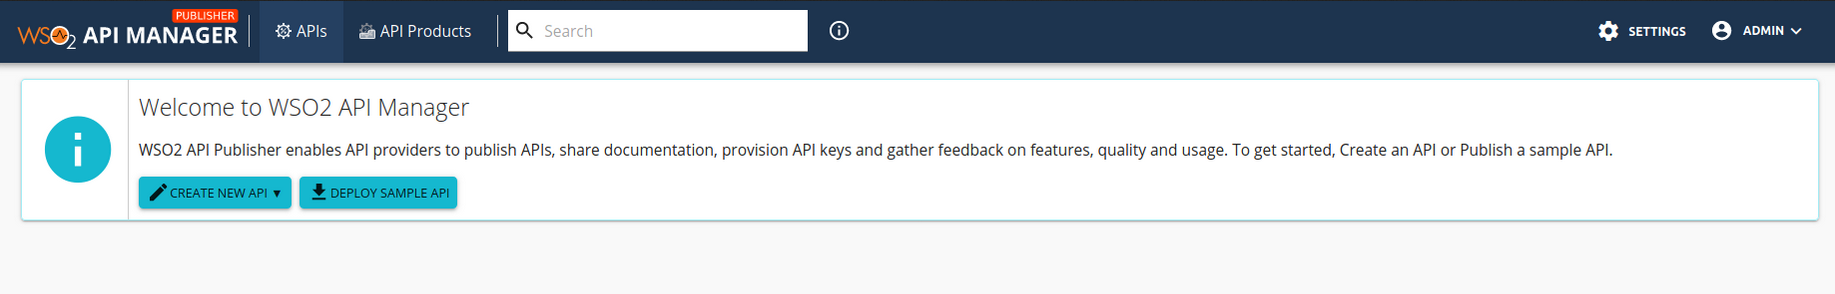 PUBLISHER
WSO2 API MANAGER
APIs
API Products
Search
SETTINGS
ADMIN
Welcome to WSO2 API Manager
WSO2 API Publisher enables API providers to publish APIs, share documentation, provision API keys and gather feedback on features, quality and usage. To get started, Create an API or Publish a sample API.
CREATE NEW API ▼
DEPLOY SAMPLE API